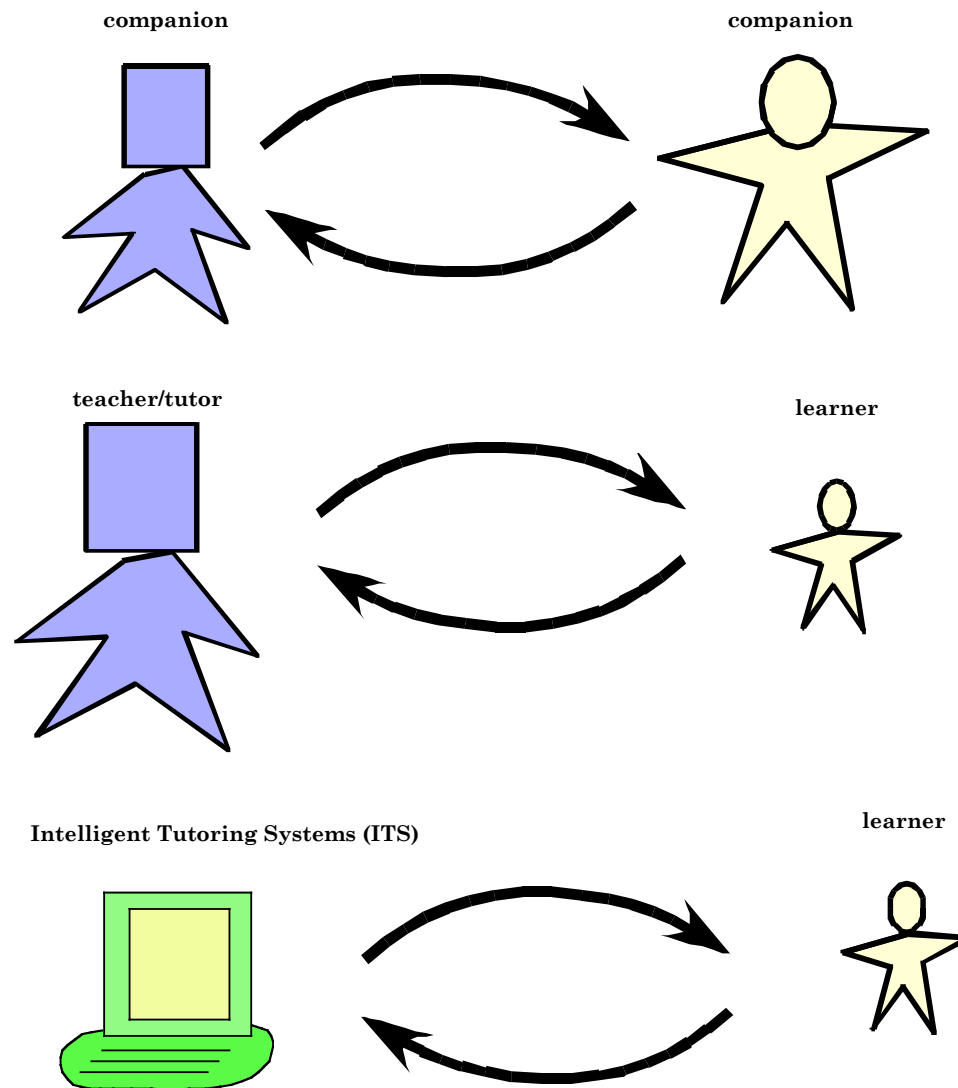 companion
companion
teacher/tutor
learner
Intelligent Tutoring Systems (ITS)
learner